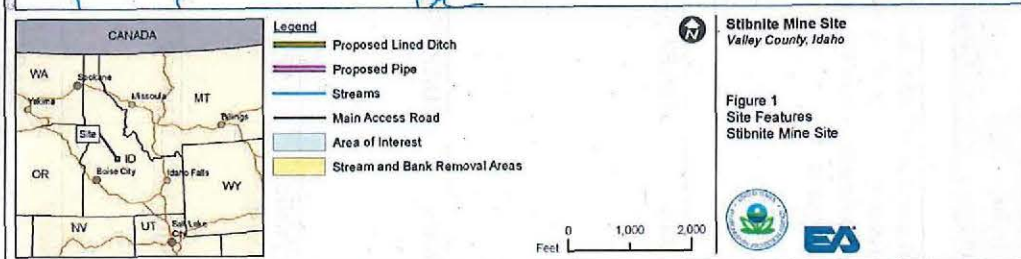 CANADA
WA
Spokane
Yakima
Missoula
MT
Billings
Site
ID
OR
Boise City
Idaho Falls
WY
NV
UT
Salt Lake City
Legend
Proposed Lined Ditch
Proposed Pipe
Streams
Main Access Road
Area of Interest
Stream and Bank Removal Areas
N
0 1,000 2,000
Feet
Stibnite Mine Site
Valley County, Idaho
Figure 1
Site Features
Stibnite Mine Site
EA